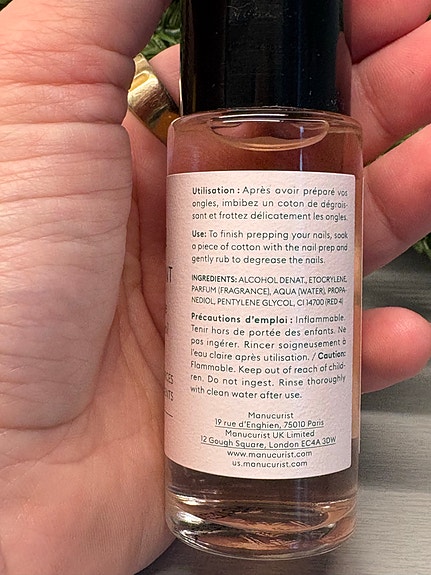 Utilisation : Après avoir préparé vos
ongles, imbibez un coton de dégrais-
sant et frottez délicatement les ongles.
Use: To finish prepping your nails, soak
a piece of cotton with the nail prep and
gently rub to degrease the nails.
INGREDIENTS: ALCOHOL DENAT., ETOCRYLENE,
PARFUM (FRAGRANCE), AQUA (WATER), PROPA-
NEDIOL, PENTYLENE GLYCOL, CI 14700 (RED 4)
Précautions d'emploi : Inflammable.
Tenir hors de portée des enfants. Ne
pas ingérer. Rincer soigneusement à
l'eau claire après utilisation. / Caution:
Flammable. Keep out of reach of child-
ren. Do not ingest. Rinse thoroughly
with clean water after use.
Manucurist
19 rue d'Enghien, 75010 Paris
Manucurist UK Limited
12 Gough Square, London EC4A 3DW
www.manucurist.com
us.manucurist.com